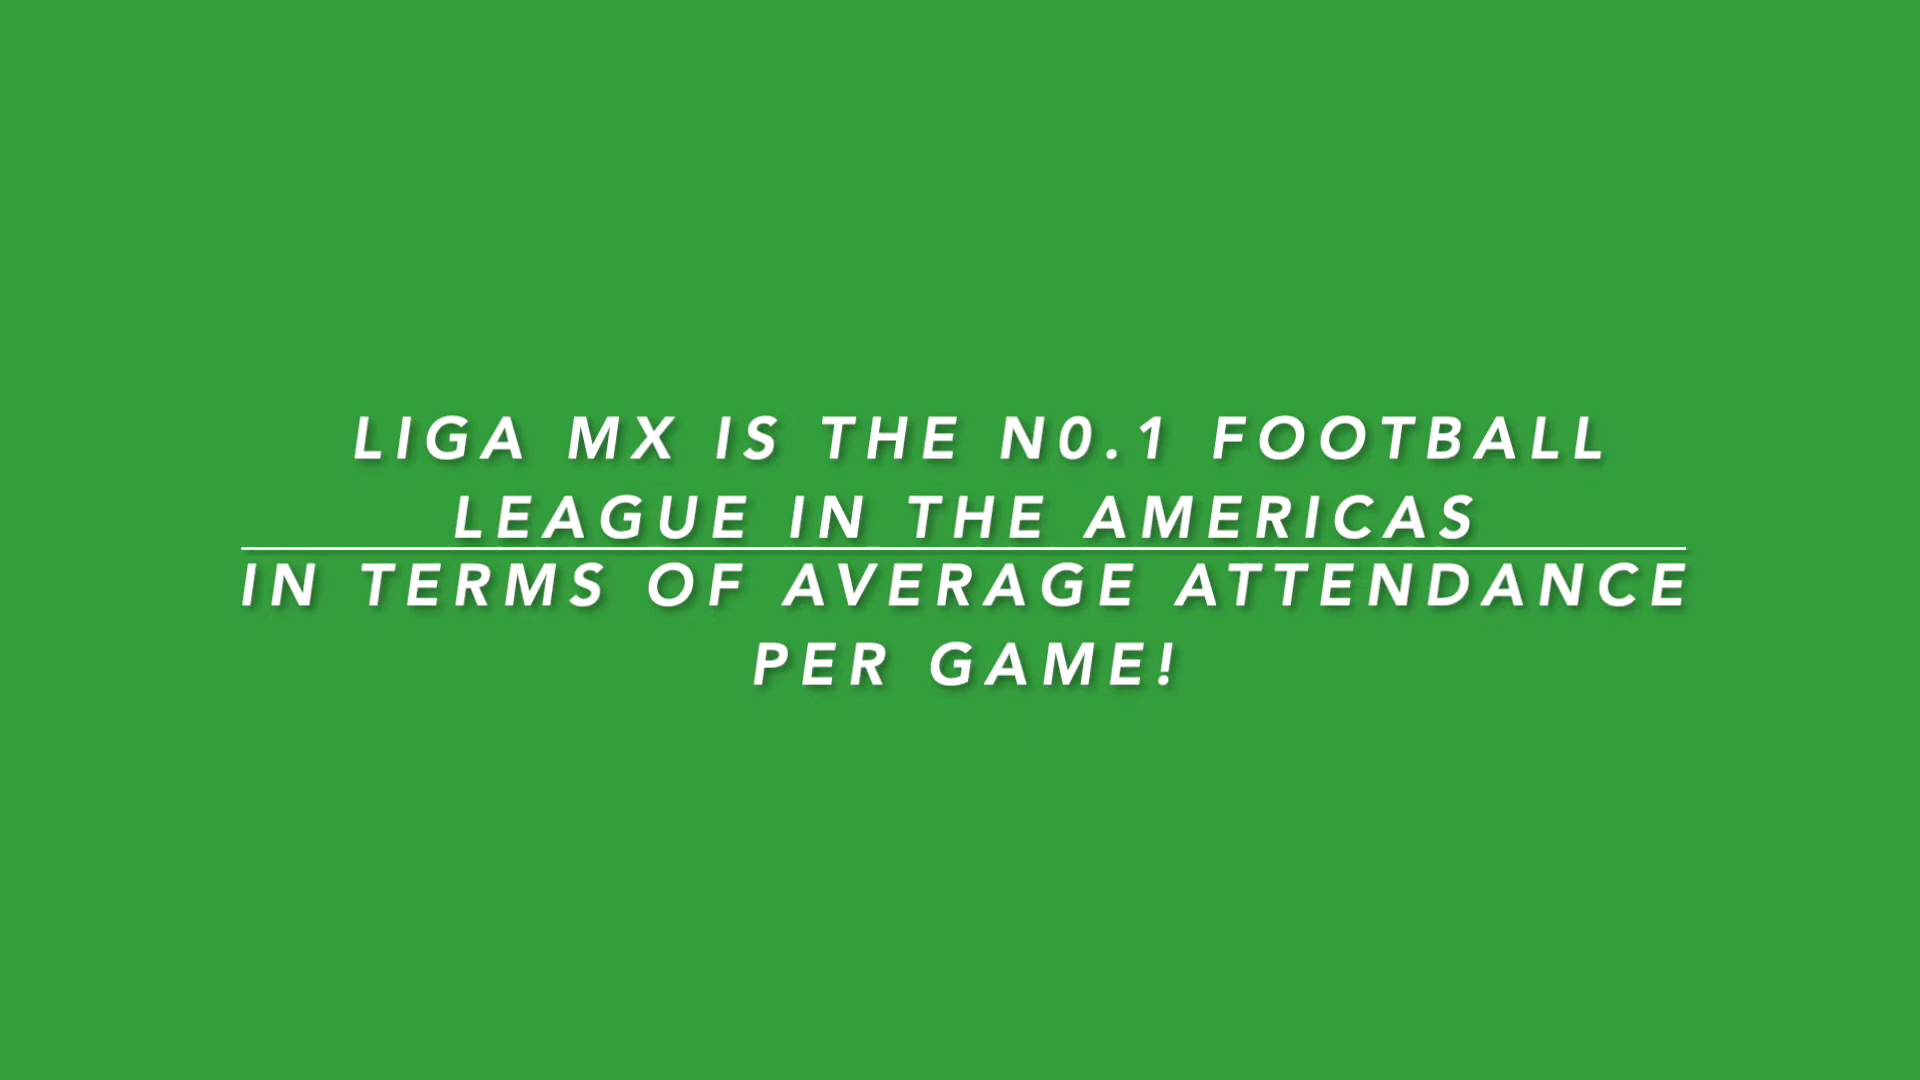 LIGA MX IS THE N0.1 FOOTBALL
LEAGUE IN THE AMERICAS
IN TERMS OF AVERAGE ATTENDANCE
PER GAME!